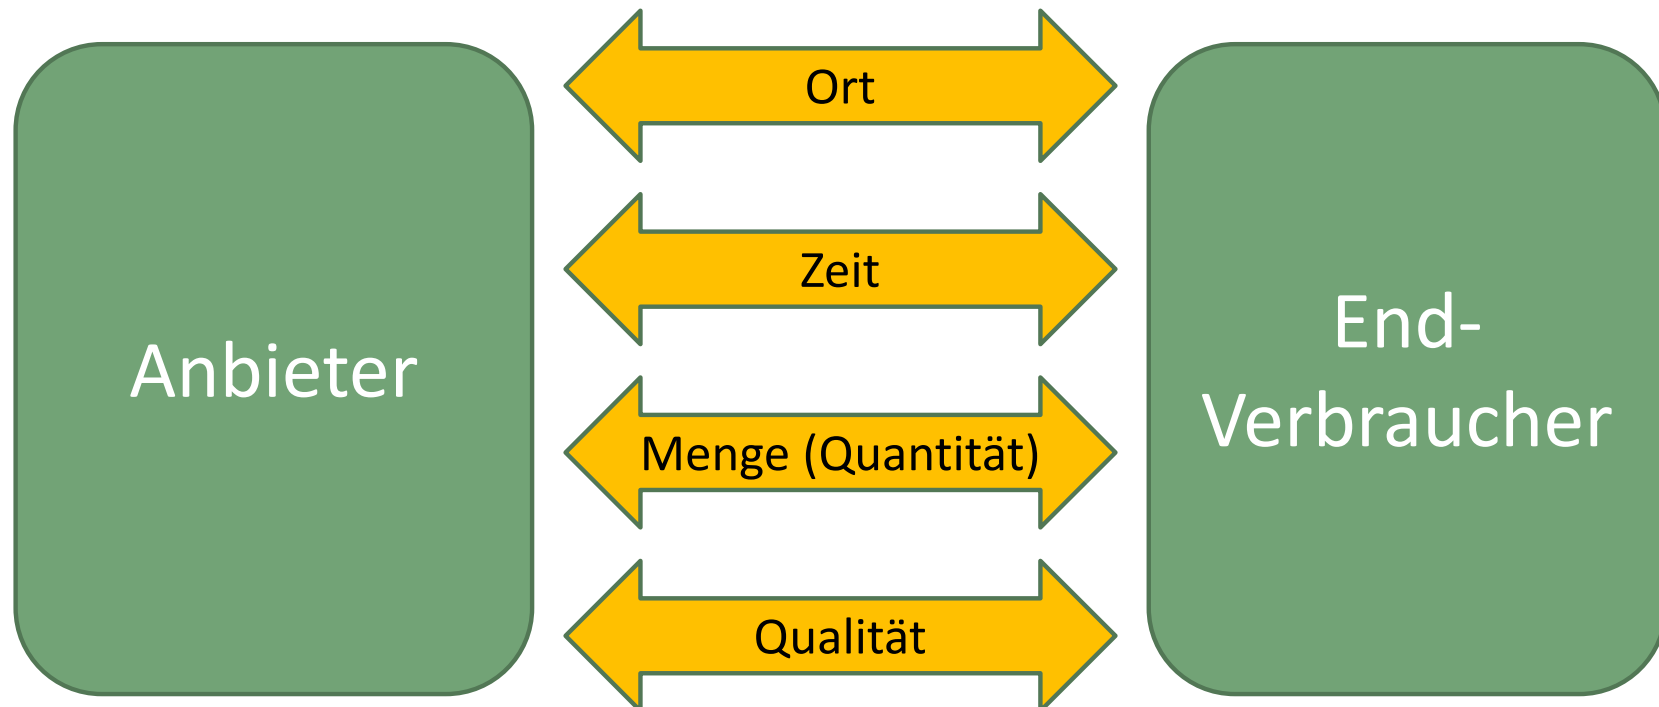 Anbieter
Ort
Zeit
Menge (Quantität)
Qualität
End-
Verbraucher